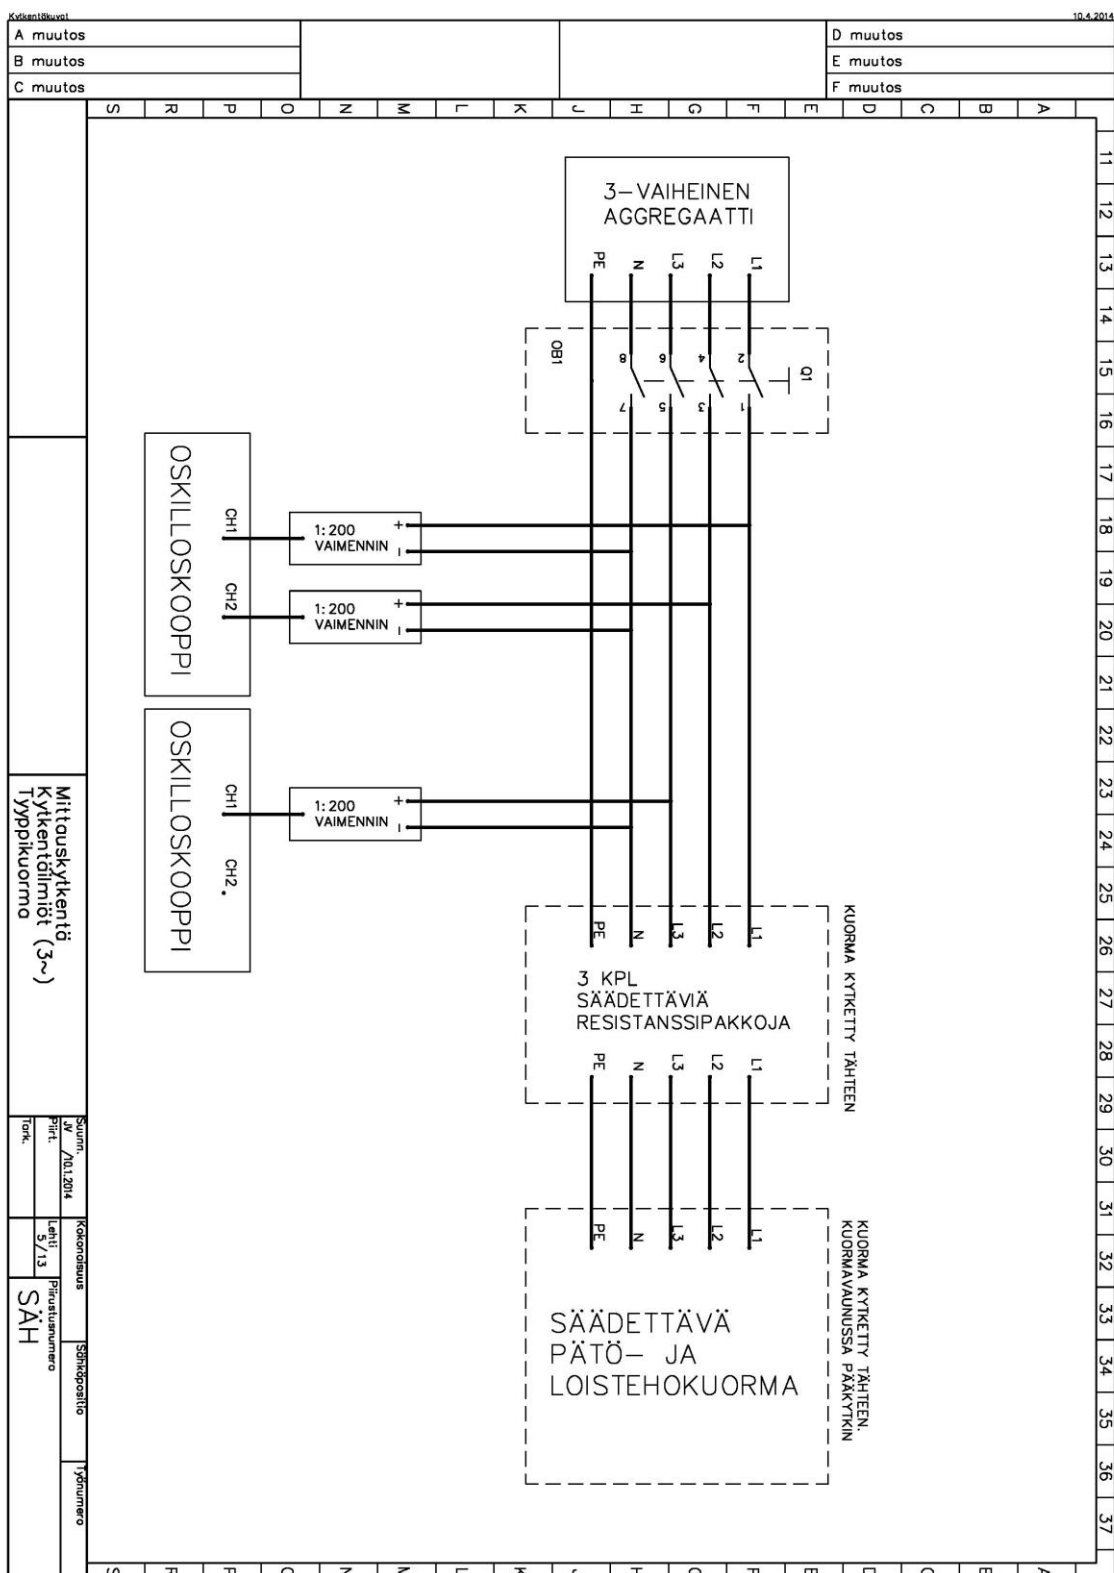 Kytkentäkuvat
10.4.2014
A muutos
B muutos
C muutos
D muutos
E muutos
F muutos
S R P O N M L K J H G F E D C B A
11
12
13
14
15
16
17
18
19
20
21
22
23
24
25
26
27
28
29
30
31
32
33
34
35
36
37
3-VAIHEINEN
AGGREGAATTI
PE N L3 L2 L1
OB1
8 6 4 2
Q1
7 5 3 1
OSKILLOSKOOPPI
CH1
1:200
VAIMENNIN
+
-
CH2
1:200
VAIMENNIN
+
-
OSKILLOSKOOPPI
CH1
1:200
VAIMENNIN
+
-
CH2
KUORMA KYTKETTY TÄHTEEN
PE N L3 L2 L1
3 KPL
SÄÄDETTÄVIÄ
RESISTANSSIPAKKOJA
PE N L3 L2 L1
KUORMA KYTKETTY TÄHTEEN.
KUORMAVAUNUSSA PÄÄKYTKIN
PE N L3 L2 L1
SÄÄDETTÄVÄ
PÄTÖ- JA
LOISTEHOKUORMA
Mittauskytkentä
Kytkentäilmiöt (3~)
Tyyppikuorma
Suunn.
JV /10.1.2014
Piirt.
Tark.
Kokonaisuus
Sähköpositio
Työnumero
Lehti
5/13
Piirustusnumero
SÄH
S R P O N M L K J H G F E D C B A